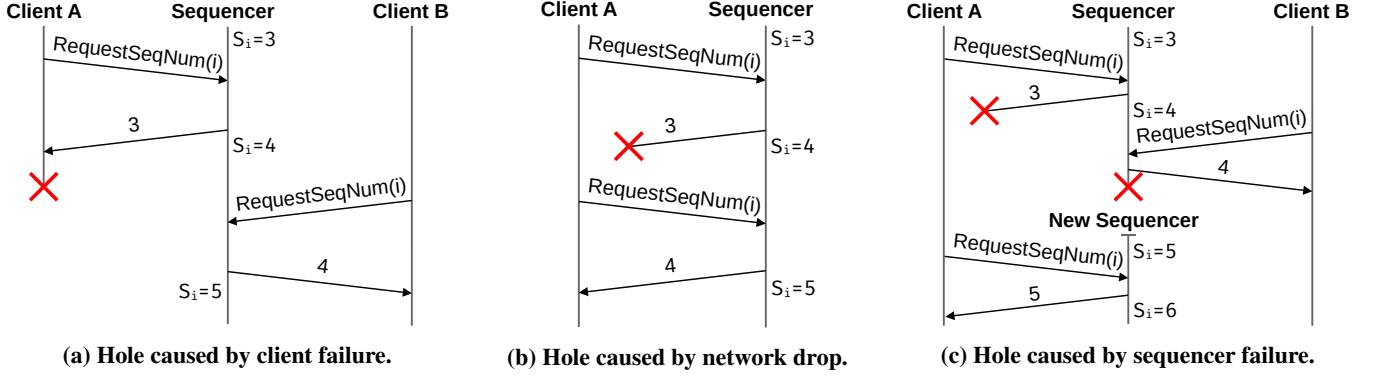 Client A Sequencer Client B
Sᵢ=3
RequestSeqNum(i)
3
Sᵢ=4
RequestSeqNum(i)
4
Sᵢ=5
(a) Hole caused by client failure.
Client A Sequencer
Sᵢ=3
RequestSeqNum(i)
3
Sᵢ=4
RequestSeqNum(i)
4
Sᵢ=5
(b) Hole caused by network drop.
Client A Sequencer Client B
Sᵢ=3
RequestSeqNum(i)
3
Sᵢ=4
RequestSeqNum(i)
4
New Sequencer
RequestSeqNum(i)
Sᵢ=5
5
Sᵢ=6
(c) Hole caused by sequencer failure.